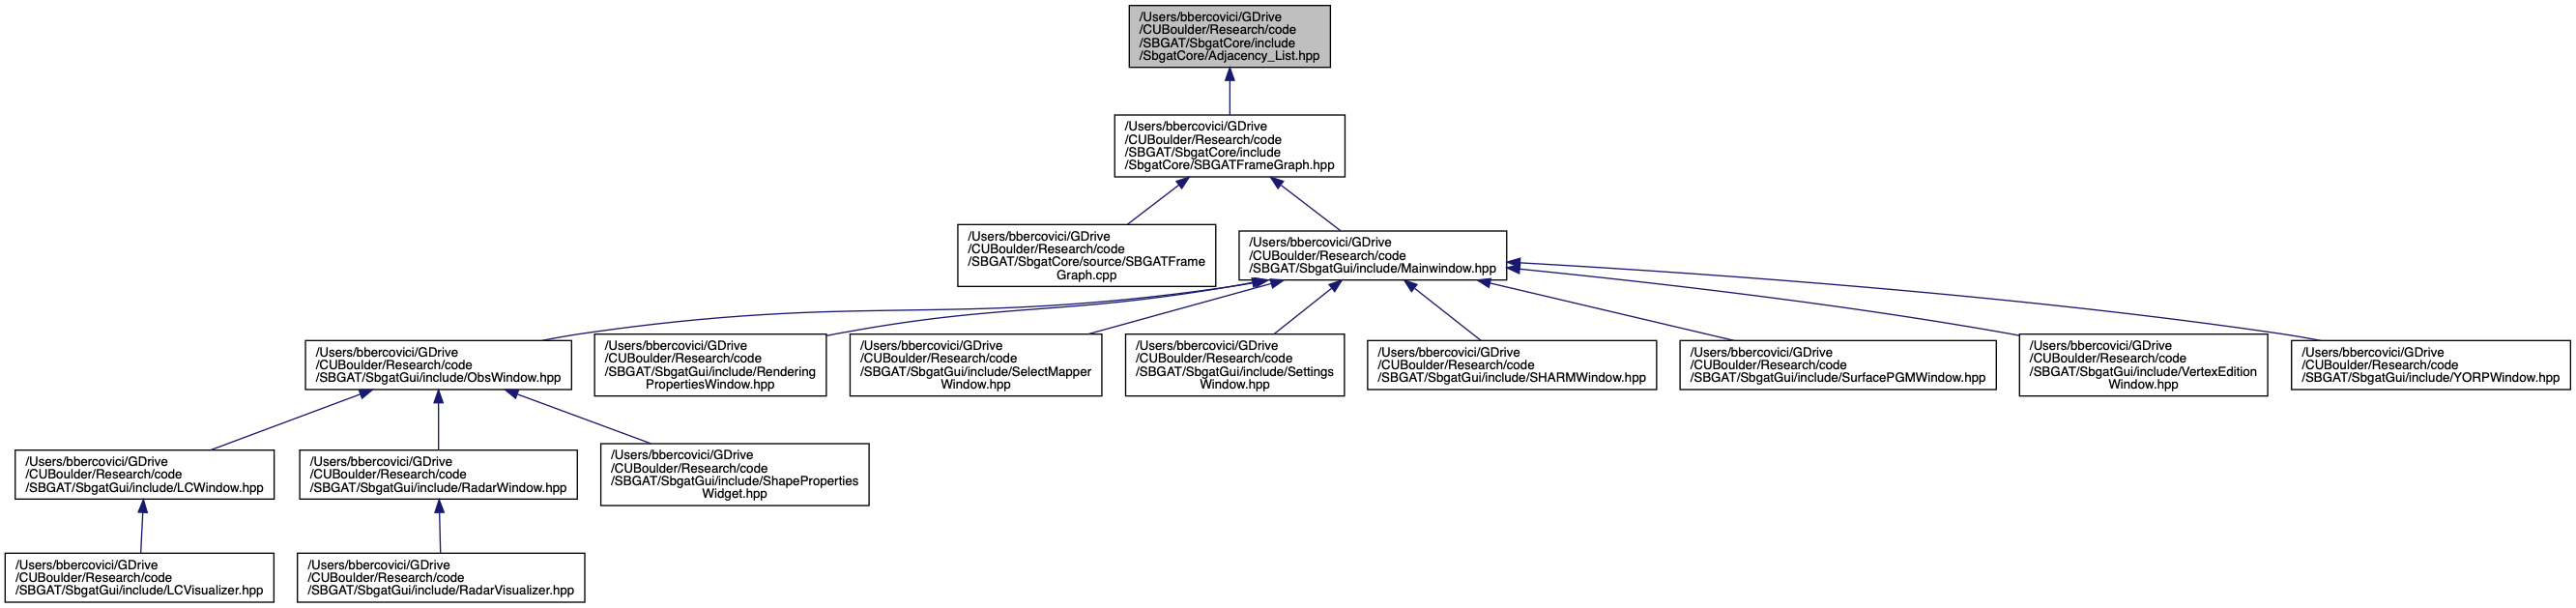 /Users/bbercovici/GDrive
/CUBoulder/Research/code
/SBGAT/SbgatCore/include
/SbgatCore/Adjacency_List.hpp
/Users/bbercovici/GDrive
/CUBoulder/Research/code
/SBGAT/SbgatCore/include
/SbgatCore/SBGATFrameGraph.hpp
/Users/bbercovici/GDrive
/CUBoulder/Research/code
/SBGAT/SbgatCore/source/SBGATFrame
Graph.cpp
/Users/bbercovici/GDrive
/CUBoulder/Research/code
/SBGAT/SbgatGui/include/Mainwindow.hpp
/Users/bbercovici/GDrive
/CUBoulder/Research/code
/SBGAT/SbgatGui/include/ObsWindow.hpp
/Users/bbercovici/GDrive
/CUBoulder/Research/code
/SBGAT/SbgatGui/include/Rendering
PropertiesWindow.hpp
/Users/bbercovici/GDrive
/CUBoulder/Research/code
/SBGAT/SbgatGui/include/SelectMapper
Window.hpp
/Users/bbercovici/GDrive
/CUBoulder/Research/code
/SBGAT/SbgatGui/include/Settings
Window.hpp
/Users/bbercovici/GDrive
/CUBoulder/Research/code
/SBGAT/SbgatGui/include/SHARMWindow.hpp
/Users/bbercovici/GDrive
/CUBoulder/Research/code
/SBGAT/SbgatGui/include/SurfacePGMWindow.hpp
/Users/bbercovici/GDrive
/CUBoulder/Research/code
/SBGAT/SbgatGui/include/VertexEdition
Window.hpp
/Users/bbercovici/GDrive
/CUBoulder/Research/code
/SBGAT/SbgatGui/include/YORPWindow.hpp
/Users/bbercovici/GDrive
/CUBoulder/Research/code
/SBGAT/SbgatGui/include/LCWindow.hpp
/Users/bbercovici/GDrive
/CUBoulder/Research/code
/SBGAT/SbgatGui/include/RadarWindow.hpp
/Users/bbercovici/GDrive
/CUBoulder/Research/code
/SBGAT/SbgatGui/include/ShapeProperties
Widget.hpp
/Users/bbercovici/GDrive
/CUBoulder/Research/code
/SBGAT/SbgatGui/include/LCVisualizer.hpp
/Users/bbercovici/GDrive
/CUBoulder/Research/code
/SBGAT/SbgatGui/include/RadarVisualizer.hpp